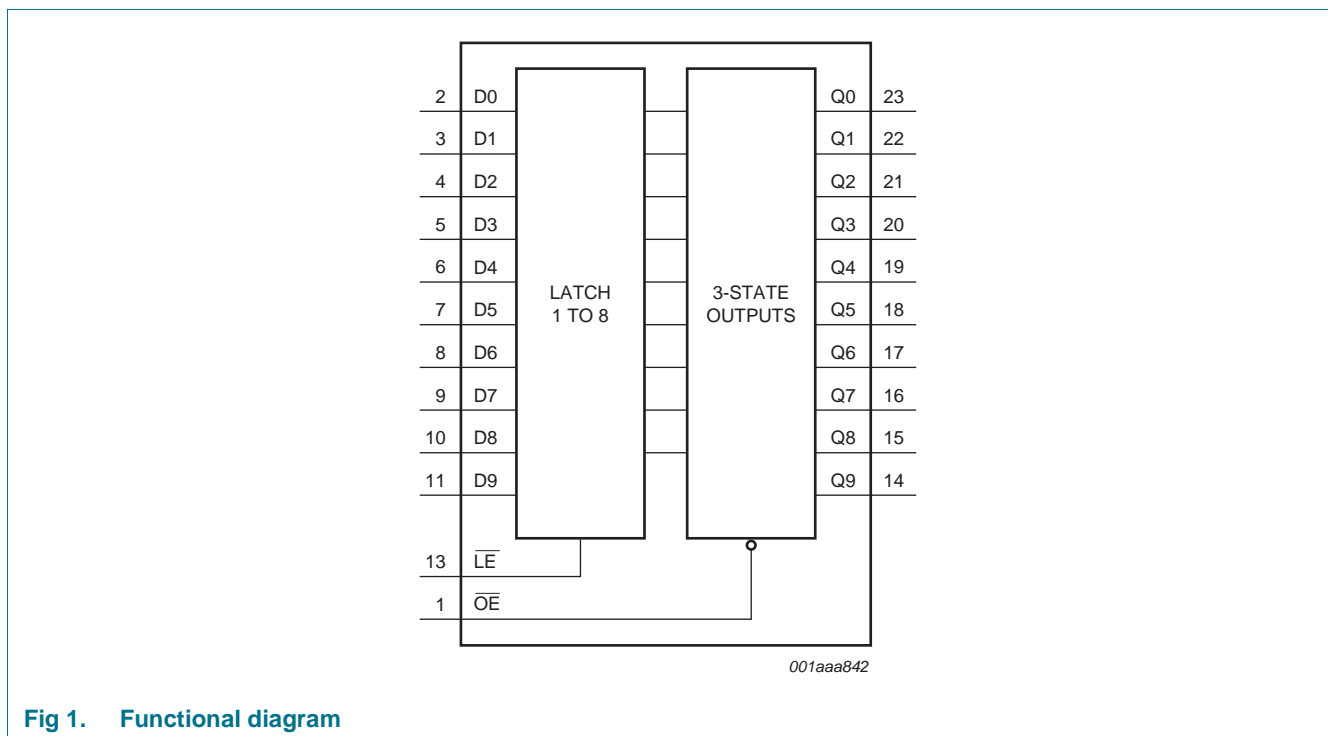 2 D0 Q0 23
3 D1 Q1 22
4 D2 Q2 21
5 D3 Q3 20
6 D4 Q4 19
LATCH
1 TO 8
3-STATE
OUTPUTS
7 D5 Q5 18
8 D6 Q6 17
9 D7 Q7 16
10 D8 Q8 15
11 D9 Q9 14
13 L̅E̅
1 O̅E̅
001aaa842
Fig 1. Functional diagram